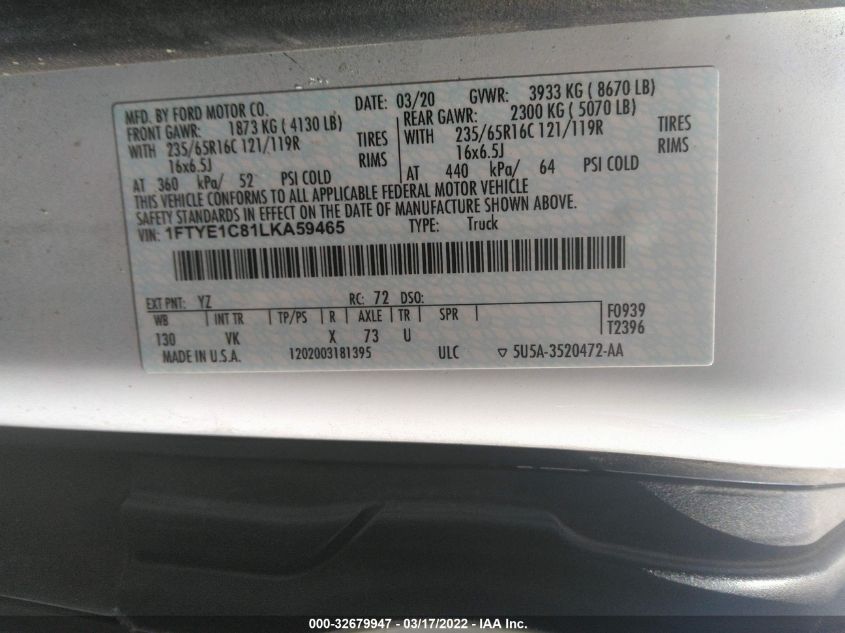 MFD. BY FORD MOTOR CO. DATE: 03/20 GVWR: 3933 KG ( 8670 LB)
FRONT GAWR: 1873 KG ( 4130 LB) REAR GAWR: 2300 KG ( 5070 LB)
WITH 235/65R16C 121/119R TIRES WITH 235/65R16C 121/119R TIRES
16x6.5J RIMS 16x6.5J RIMS
AT 360 kPa/ 52 PSI COLD AT 440 kPa/ 64 PSI COLD
THIS VEHICLE CONFORMS TO ALL APPLICABLE FEDERAL MOTOR VEHICLE
SAFETY STANDARDS IN EFFECT ON THE DATE OF MANUFACTURE SHOWN ABOVE.
VIN: 1FTYE1C81LKA59465 TYPE: Truck
EXT PNT: YZ RC: 72 DSO:
WB INT TR TP/PS R AXLE TR SPR F0939
130 VK X 73 U T2396
MADE IN U.S.A. 1202003181395 ULC ▽ 5U5A-3520472-AA
000-32679947 - 03/17/2022 - IAA Inc.